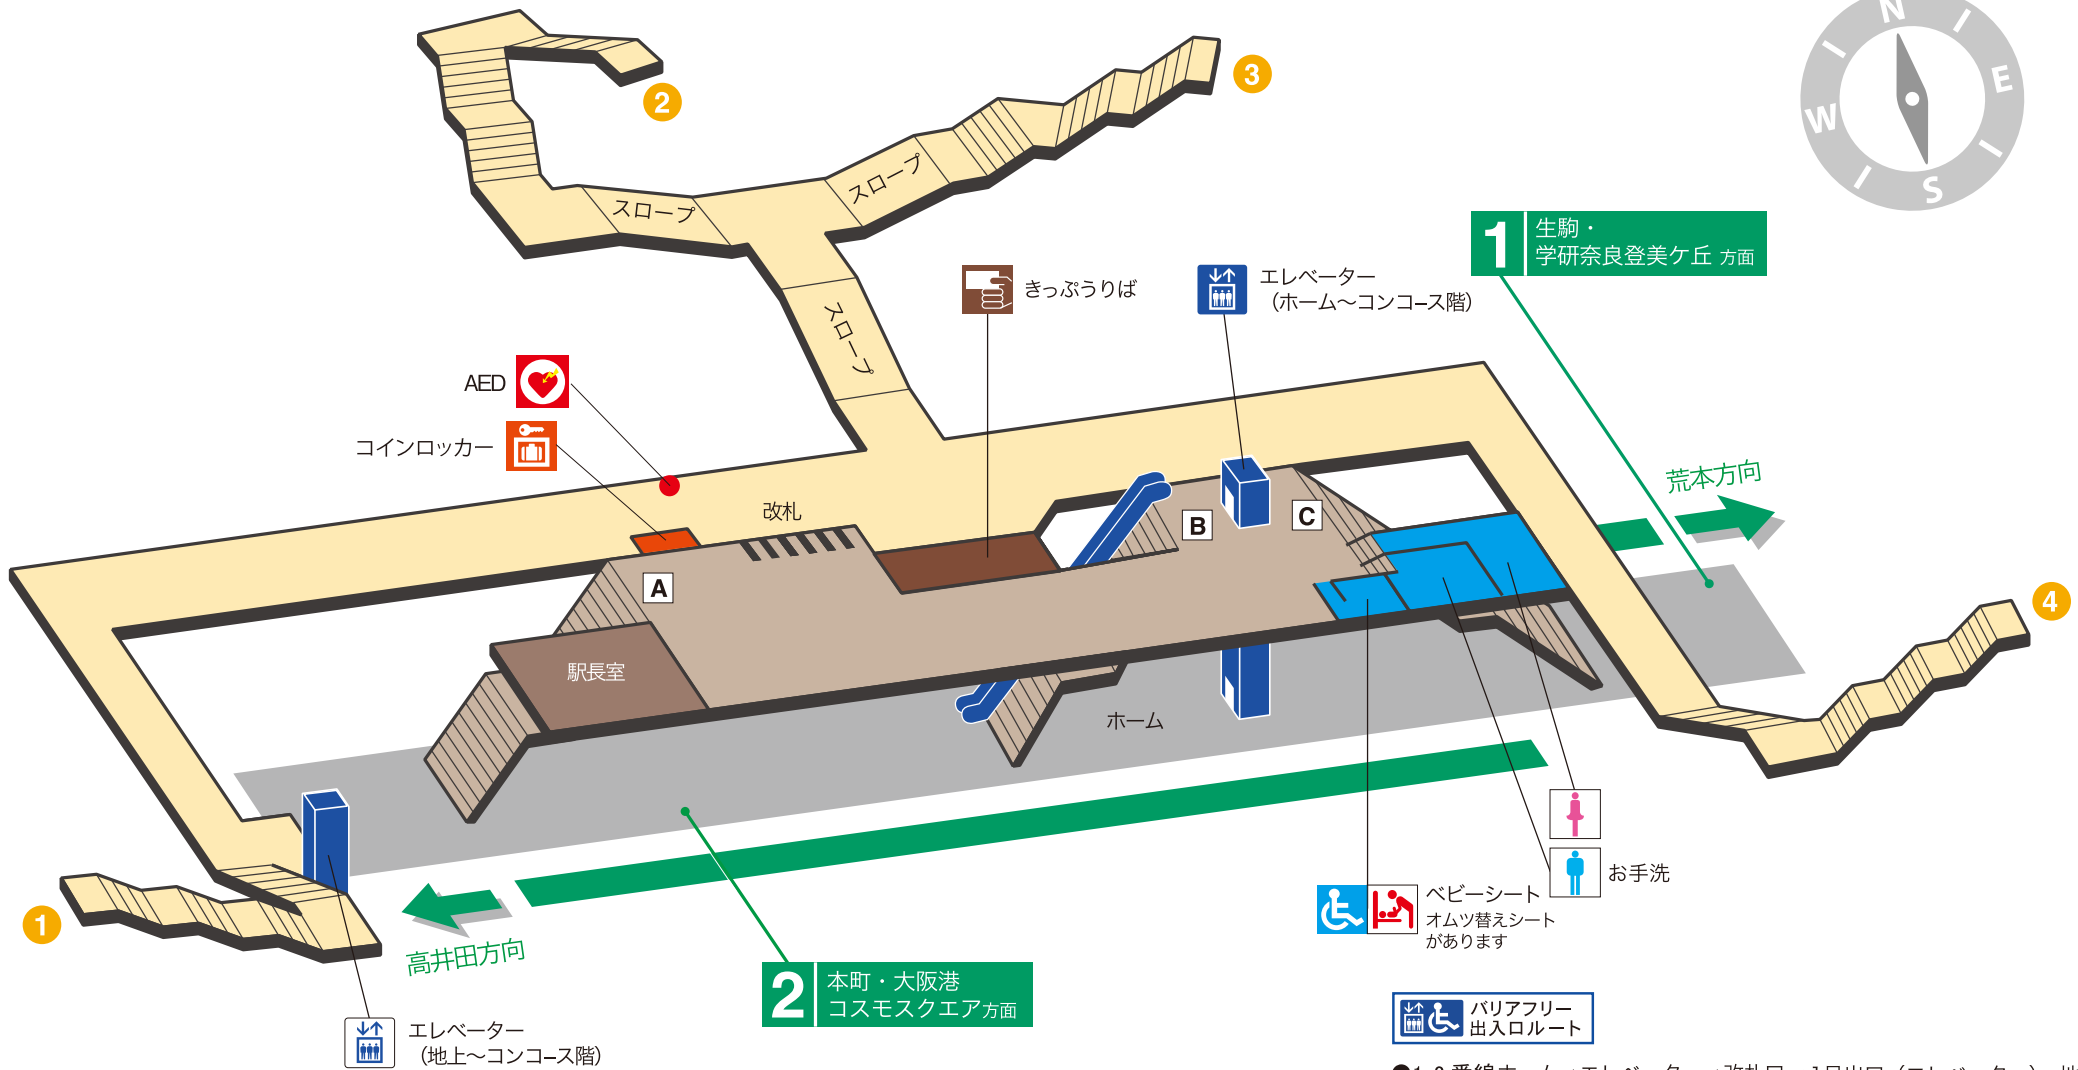 N
E
W
S
2
3
スロープ
スロープ
スロープ
1 生駒・
学研奈良登美ケ丘 方面
きっぷうりば
エレベーター
(ホーム〜コンコース階)
AED
コインロッカー
荒本方向
改札
B
C
A
4
駅長室
ホーム
1
高井田方向
お手洗
ベビーシート
オムツ替えシート
があります
2 本町・大阪港
コスモスクエア方面
エレベーター
(地上〜コンコース階)
バリアフリー
出入口ルート